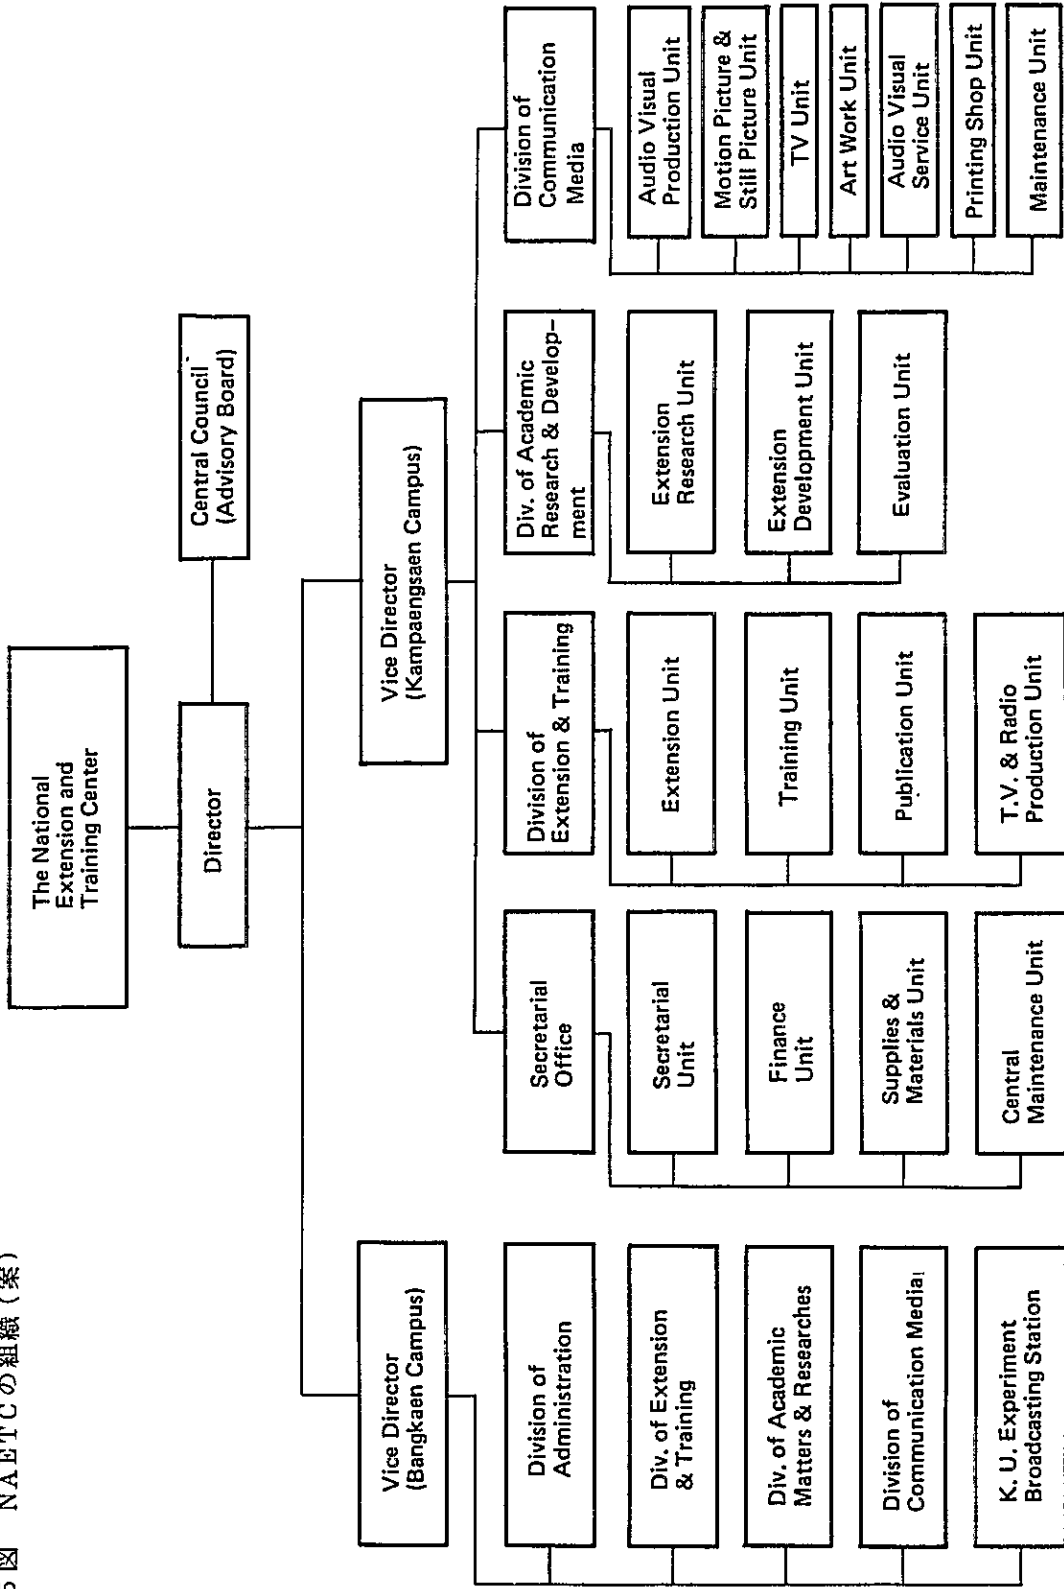 図 NAETCの組織(案)
The National
Extension and
Training Center
Director
Central Council
(Advisory Board)
Vice Director
(Bangkaen Campus)
Vice Director
(Kampaengsaen Campus)
Division of
Administration
Div. of Extension
& Training
Div. of Academic
Matters & Researches
Division of
Communication Media
K. U. Experiment
Broadcasting Station
Secretarial
Office
Secretarial
Unit
Finance
Unit
Supplies &
Materials Unit
Central
Maintenance Unit
Division of
Extension & Training
Extension Unit
Training Unit
Publication Unit
T.V. & Radio
Production Unit
Div. of Academic
Research & Develop-
ment
Extension
Research Unit
Extension
Development Unit
Evaluation Unit
Division of
Communication
Media
Audio Visual
Production Unit
Motion Picture &
Still Picture Unit
TV Unit
Art Work Unit
Audio Visual
Service Unit
Printing Shop Unit
Maintenance Unit